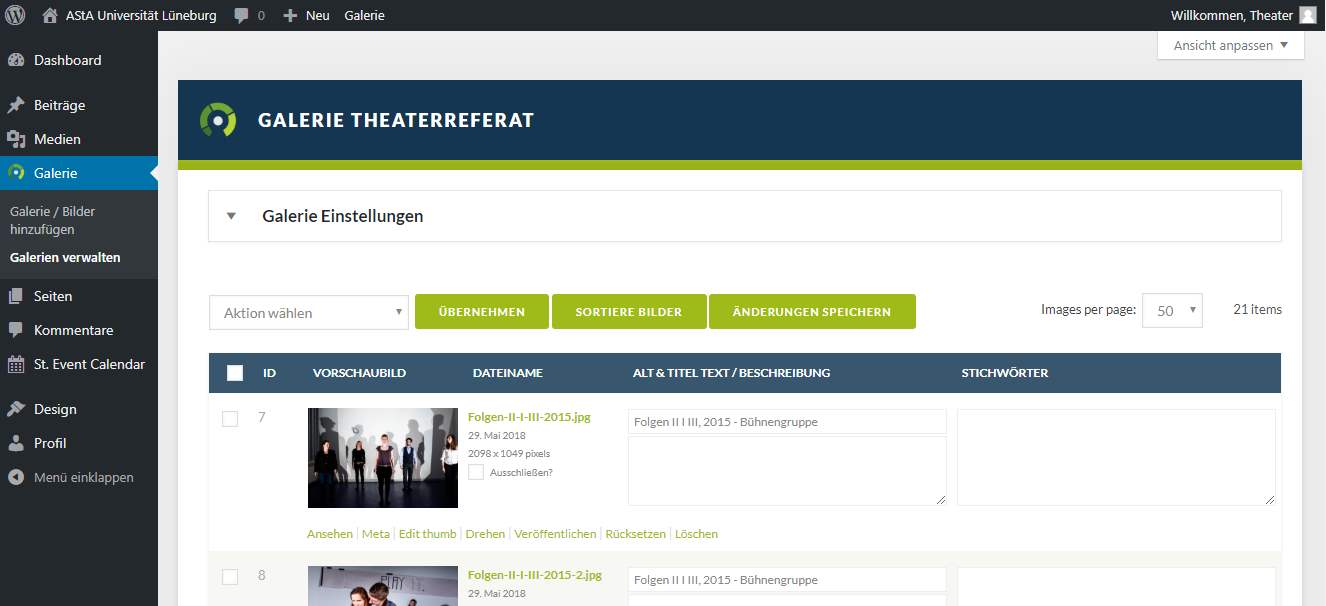 AStA Universität Lüneburg 0 Neu Galerie Willkommen, Theater
Ansicht anpassen
Dashboard
Beiträge
Medien
Galerie
Galerie / Bilder
hinzufügen
Galerien verwalten
Seiten
Kommentare
St. Event Calendar
Design
Profil
Menü einklappen
GALERIE THEATERREFERAT
Galerie Einstellungen
Aktion wählen ÜBERNEHMEN SORTIERE BILDER ÄNDERUNGEN SPEICHERN Images per page: 50 21 items
ID VORSCHAUBILD DATEINAME ALT & TITEL TEXT / BESCHREIBUNG STICHWÖRTER
7 Folgen-II-I-III-2015.jpg Folgen II I III, 2015 - Bühnengruppe
29. Mai 2018
2098 x 1049 pixels
Ausschließen?
Ansehen | Meta | Edit thumb | Drehen | Veröffentlichen | Rücksetzen | Löschen
8 Folgen-II-I-III-2015-2.jpg Folgen II I III, 2015 - Bühnengruppe
PLAY IT.
29. Mai 2018